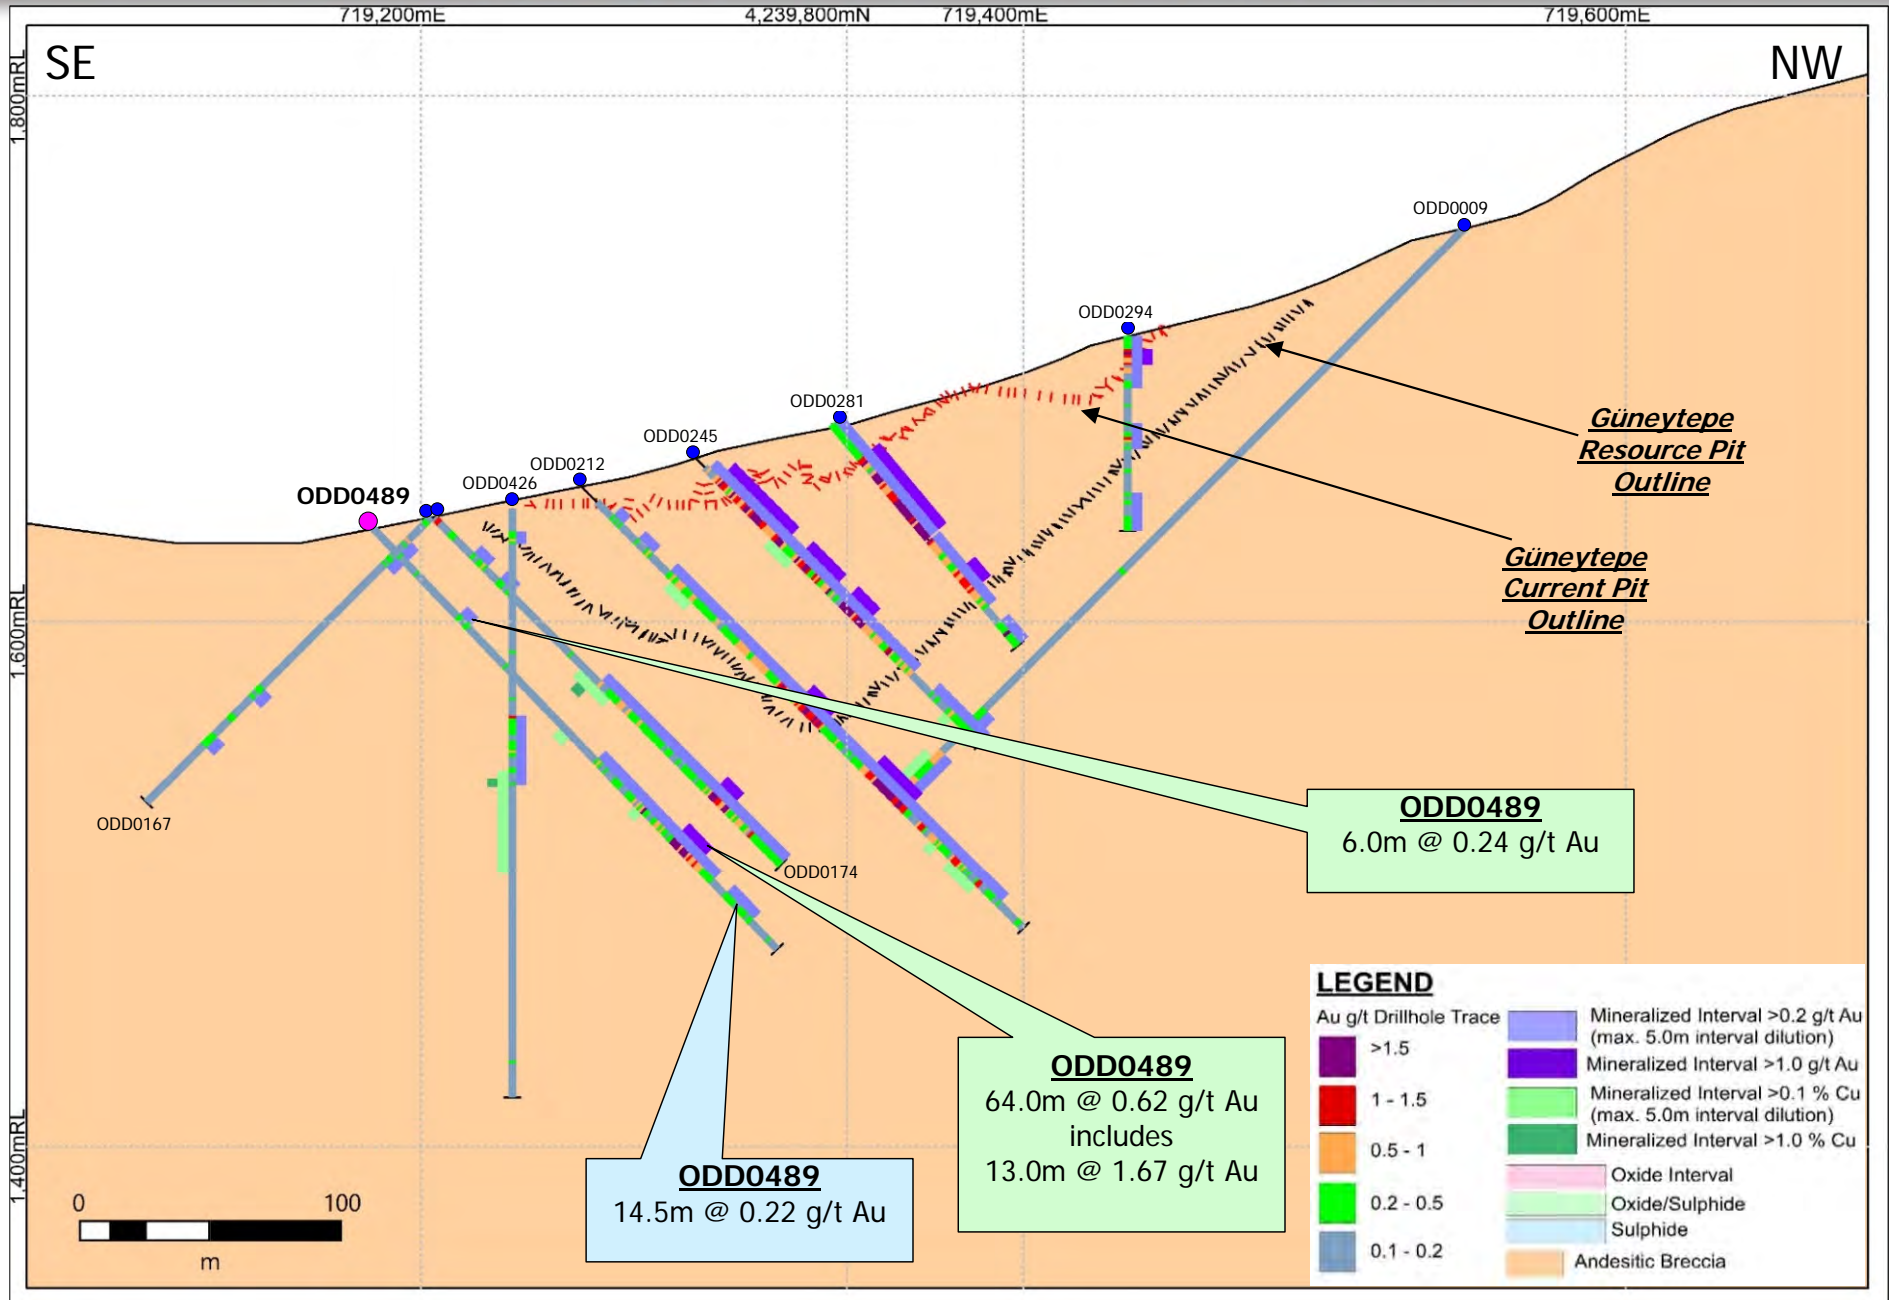 719,200mE
4,239,800mN
719,400mE
719,600mE
SE
NW
1.800mRL
1.600mRL
1.400mRL
ODD0009
ODD0294
ODD0281
ODD0245
ODD0212
ODD0426
ODD0489
ODD0167
ODD0174
Güneytepe
Resource Pit
Outline
Güneytepe
Current Pit
Outline
ODD0489
6.0m @ 0.24 g/t Au
ODD0489
64.0m @ 0.62 g/t Au
includes
13.0m @ 1.67 g/t Au
ODD0489
14.5m @ 0.22 g/t Au
0 100
m
LEGEND
Au g/t Drillhole Trace
>1.5
1 - 1.5
0.5 - 1
0.2 - 0.5
0.1 - 0.2
Mineralized Interval >0.2 g/t Au
(max. 5.0m interval dilution)
Mineralized Interval >1.0 g/t Au
Mineralized Interval >0.1 % Cu
(max. 5.0m interval dilution)
Mineralized Interval >1.0 % Cu
Oxide Interval
Oxide/Sulphide
Sulphide
Andesitic Breccia